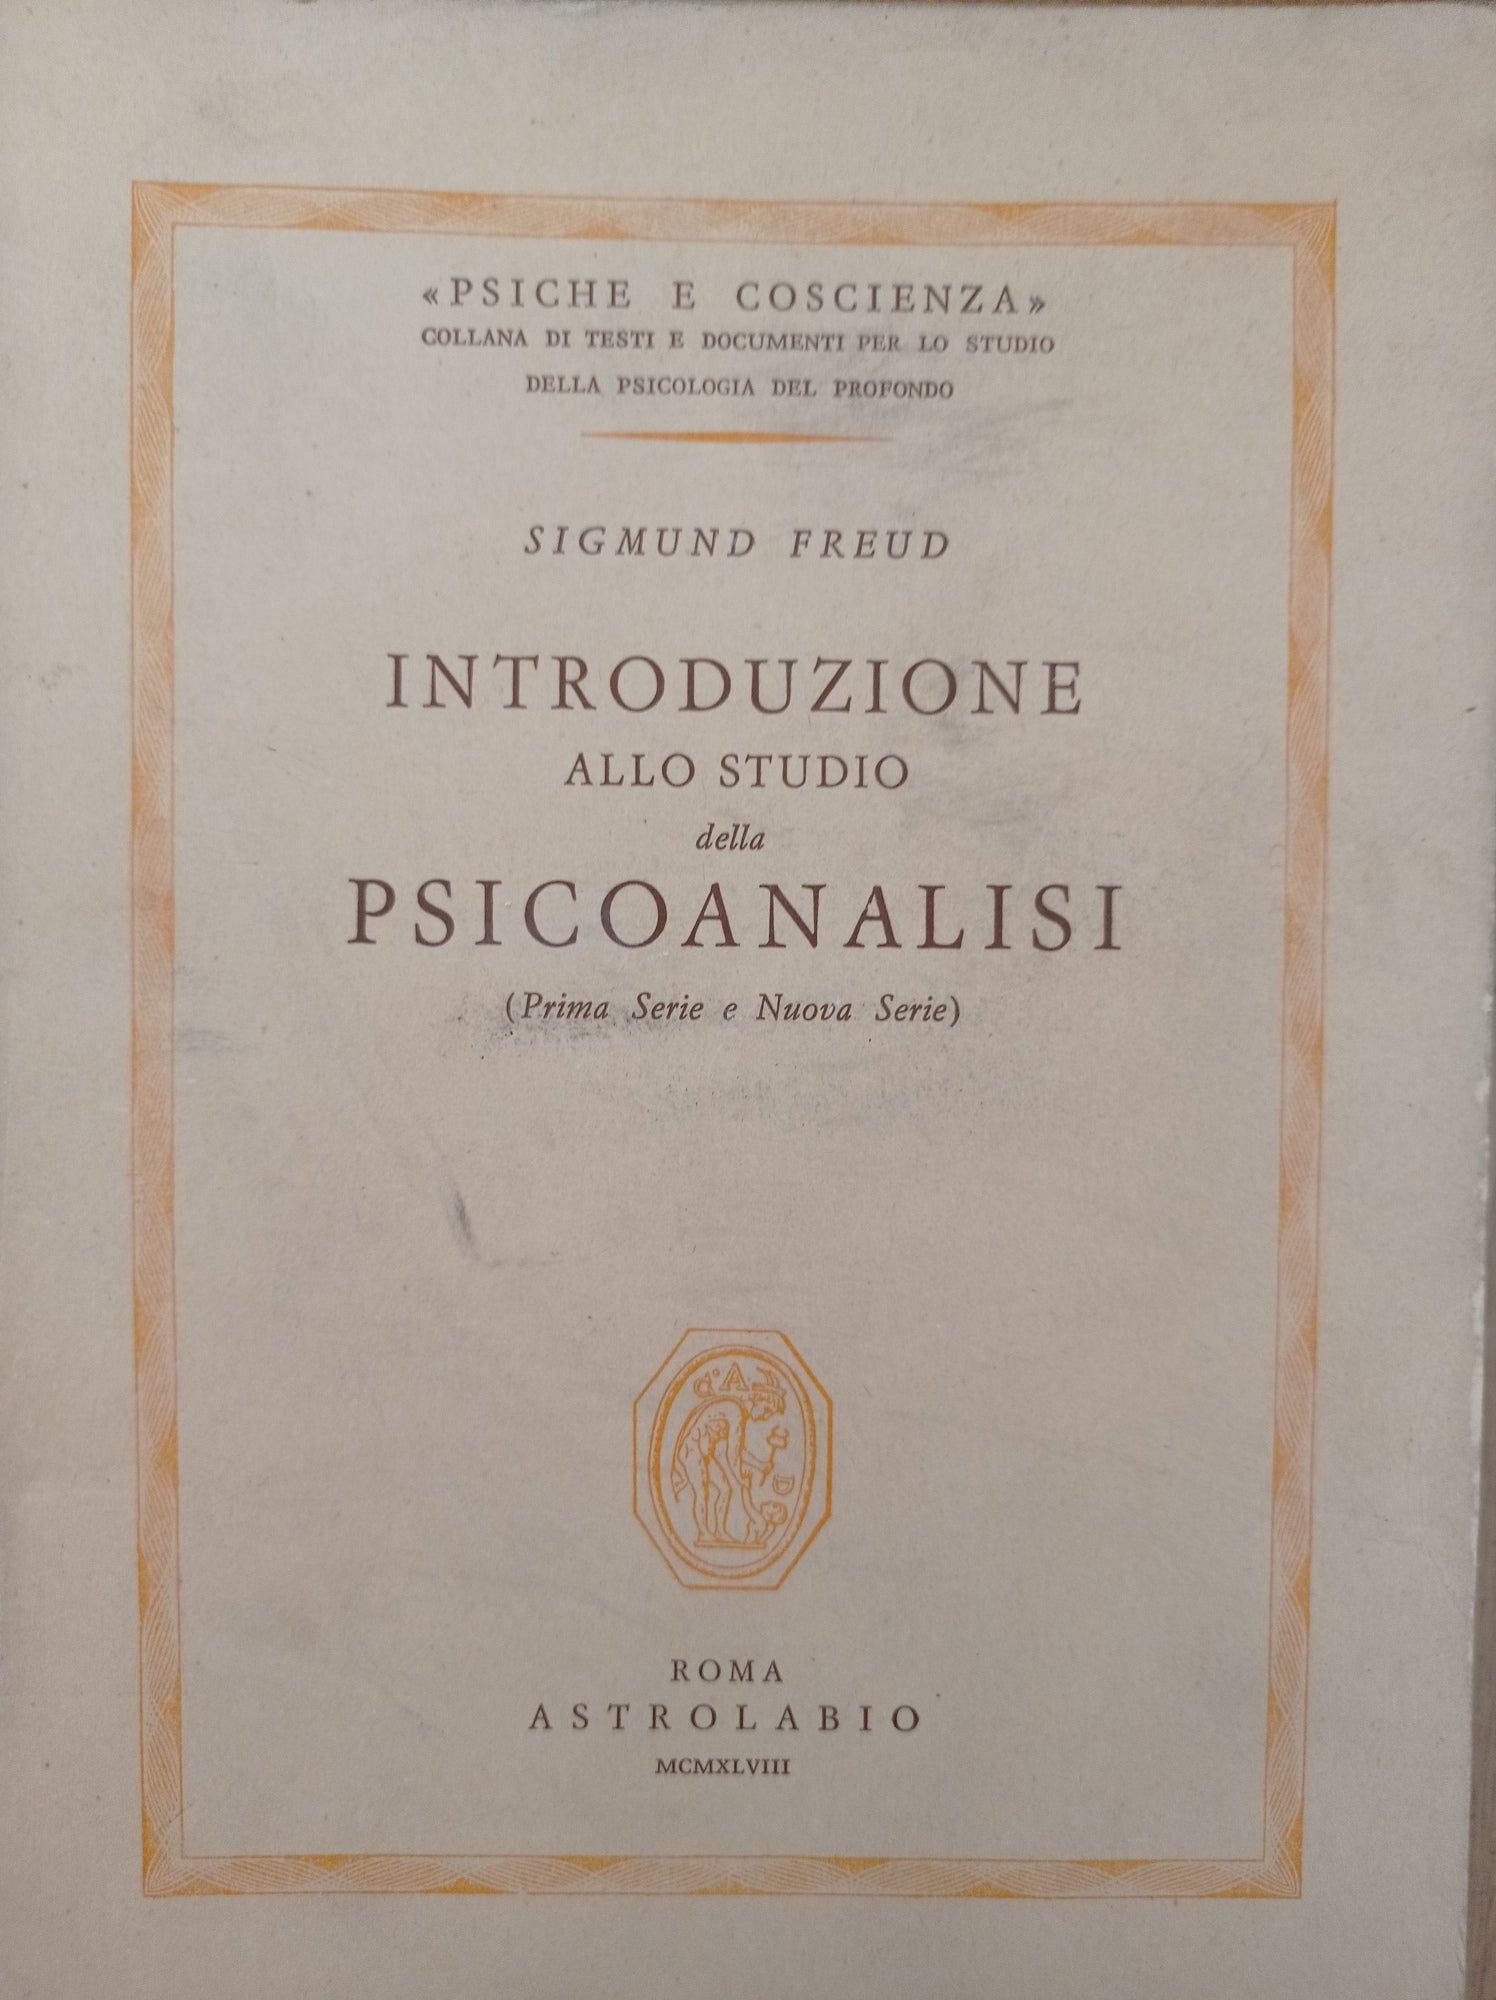 «PSICHE E COSCIENZA»
COLLANA DI TESTI E DOCUMENTI PER LO STUDIO
DELLA PSICOLOGIA DEL PROFONDO
SIGMUND FREUD
INTRODUZIONE
ALLO STUDIO
della
PSICOANALISI
(Prima Serie e Nuova Serie)
ROMA
ASTROLABIO
MCMXLVIII